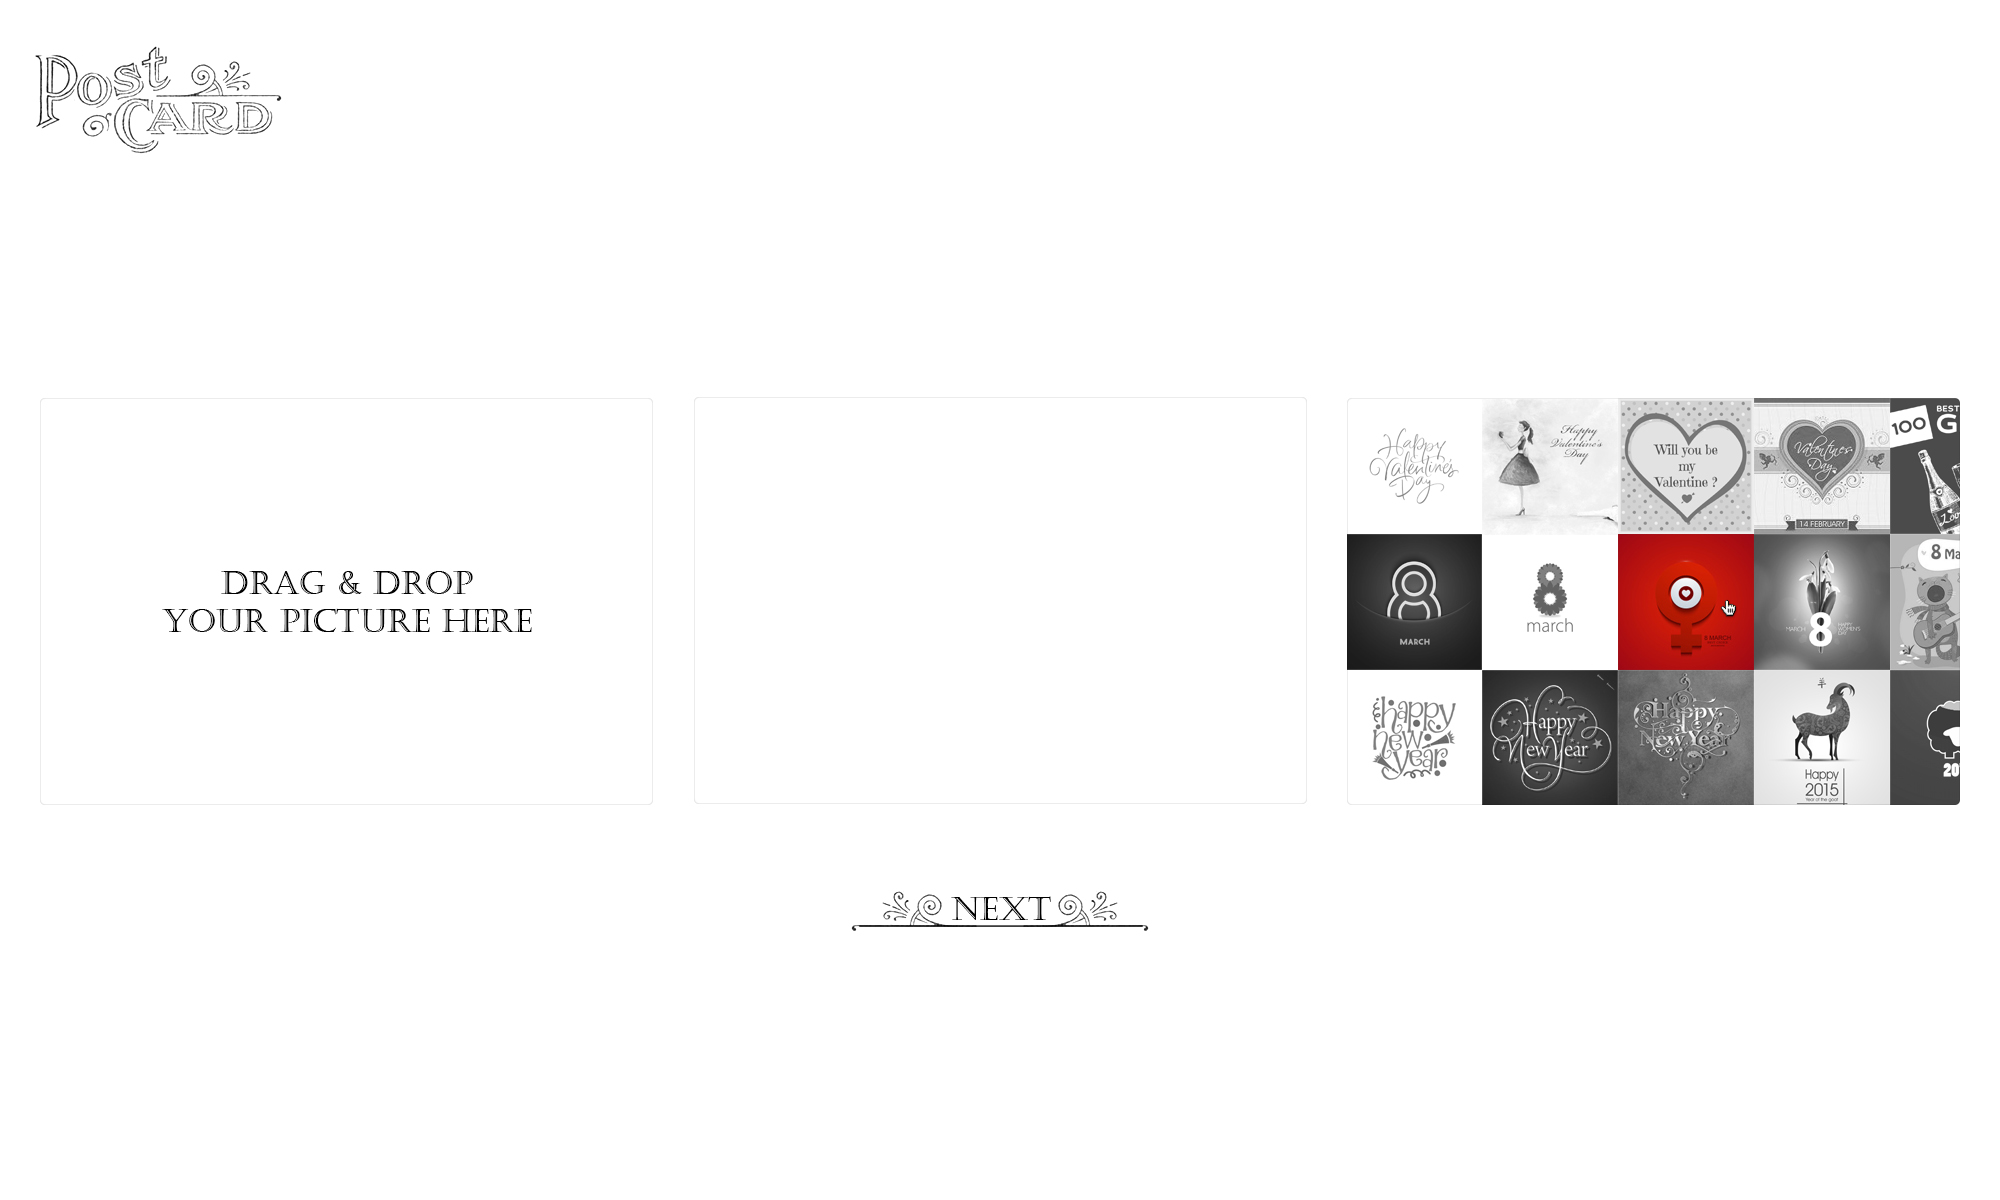 Post
CARD
DRAG & DROP
YOUR PICTURE HERE
Happy
Valentine's
Day
Happy
Valentine's
Day
Will you be
my
Valentine ?
Valentine's
Day
14 FEBRUARY
100
BEST
G
MARCH
8
march
8 MARCH
MARCH
8
HAPPY
WOMEN'S
DAY
8 Ma
happy
new
year
Happy
New Year
Happy
New Year
羊
Happy
2015
Year of the goat
20
NEXT